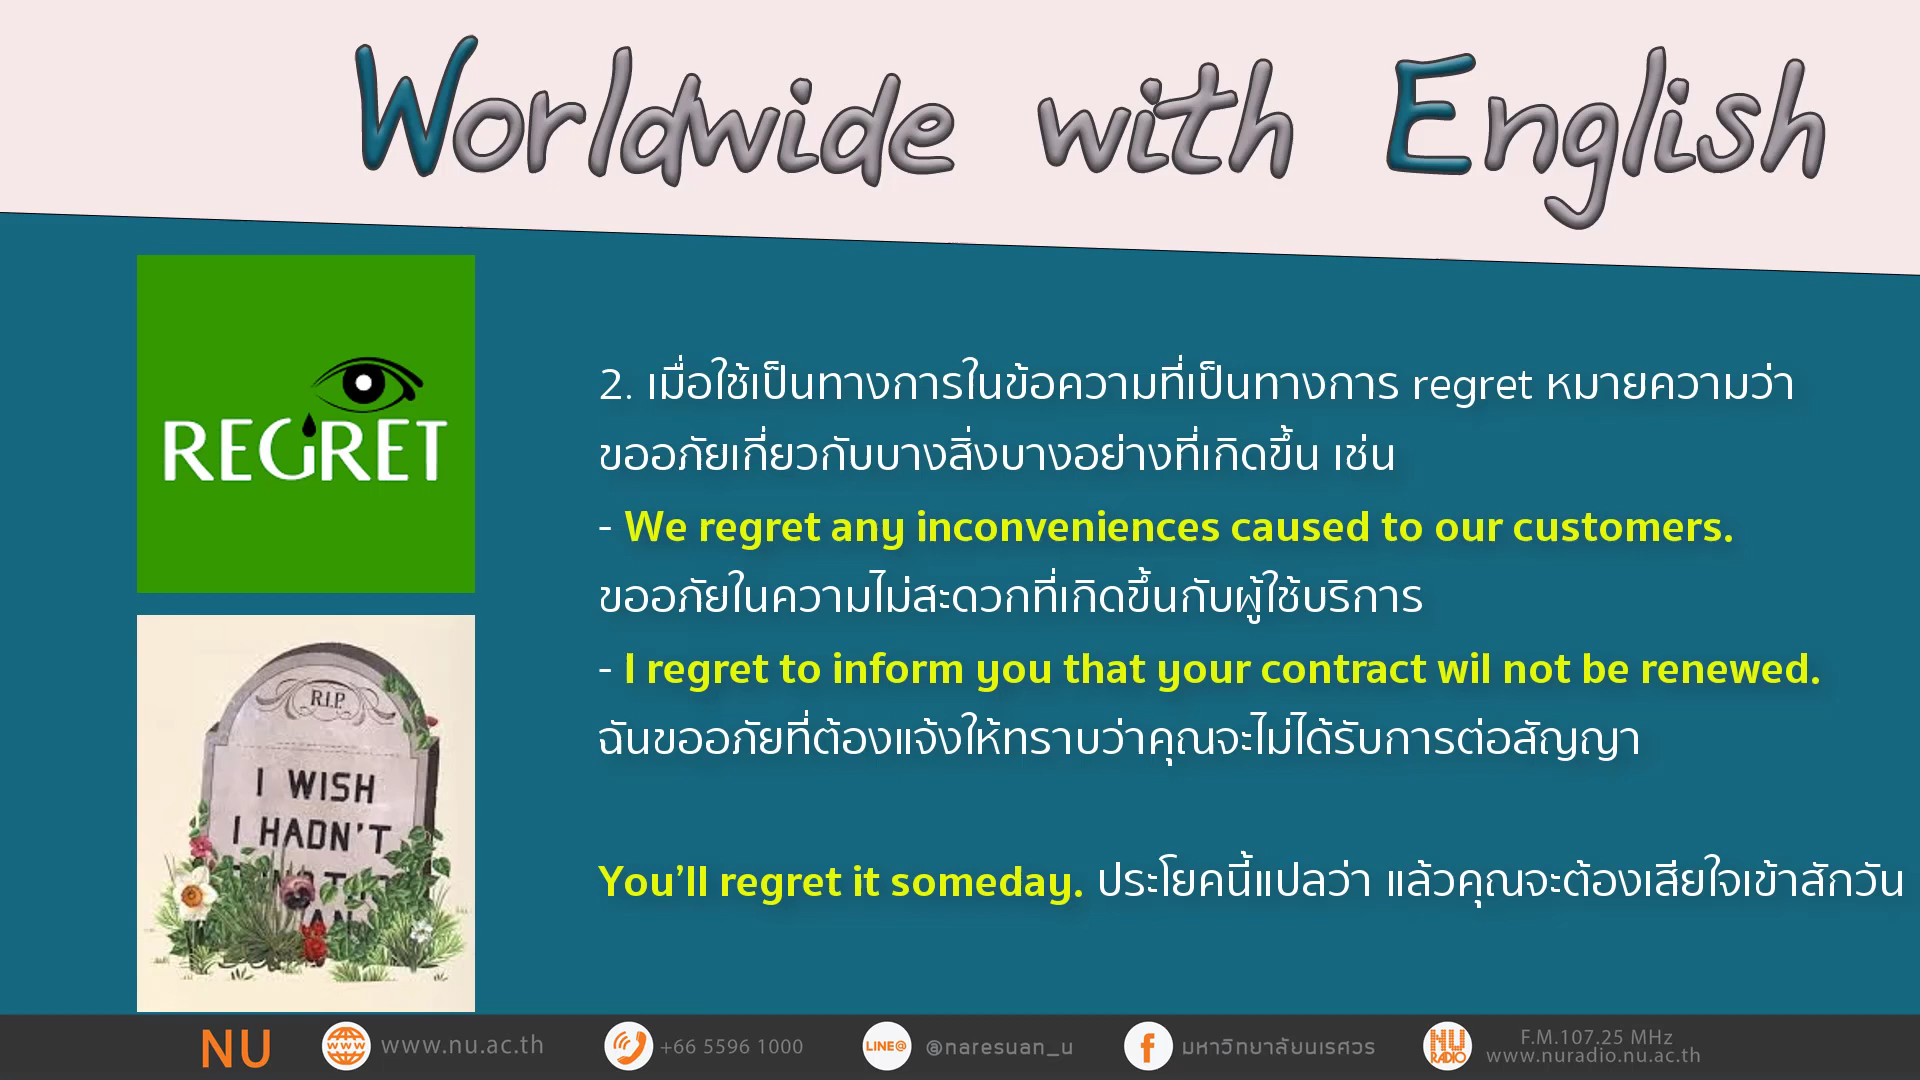 Worldwide with English
REGRET
R.I.P.
I WISH
I HADN'T
2. เมื่อใช้เป็นทางการในข้อความที่เป็นทางการ regret หมายความว่า
ขออภัยเกี่ยวกับบางสิ่งบางอย่างที่เกิดขึ้น เช่น
- We regret any inconveniences caused to our customers.
ขออภัยในความไม่สะดวกที่เกิดขึ้นกับผู้ใช้บริการ
- I regret to inform you that your contract wil not be renewed.
ฉันขออภัยที่ต้องแจ้งให้ทราบว่าคุณจะไม่ได้รับการต่อสัญญา
You'll regret it someday. ประโยคนี้แปลว่า แล้วคุณจะต้องเสียใจเข้าสักวัน
NU
www
www.nu.ac.th
+66 5596 1000
LINE@
@naresuan_u
f
มหาวิทยาลัยนเรศวร
NU
RADIO
F.M.107.25 MHz
www.nuradio.nu.ac.th